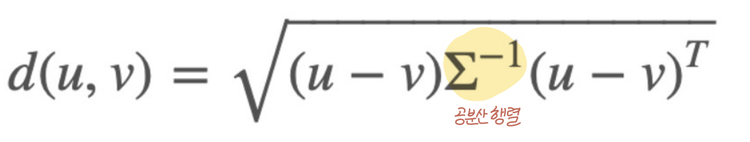 d(u, v) = √(u − v)Σ⁻¹(u − v)ᵀ
공분산 행렬